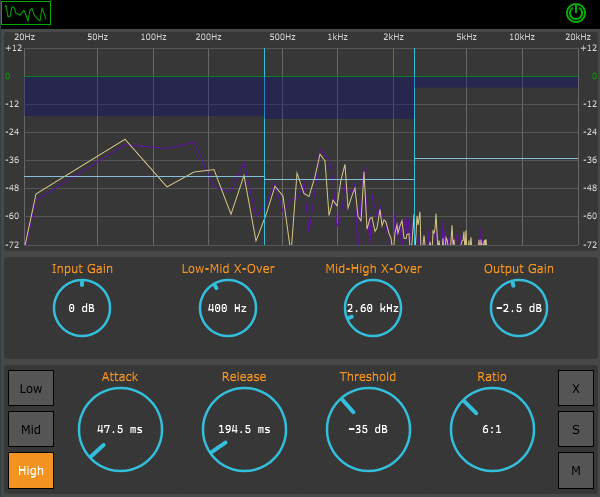 20Hz 50Hz 100Hz 200Hz 500Hz 1kHz 2kHz 5kHz 10kHz 20kHz
+12 +12
0 0
-12 -12
-24 -24
-36 -36
-48 -48
-60 -60
-72 -72
Input Gain Low-Mid X-Over Mid-High X-Over Output Gain
0 dB 400 Hz 2.60 kHz -2.5 dB
Low Attack Release Threshold Ratio X
Mid 47.5 ms 194.5 ms -35 dB 6:1 S
High M